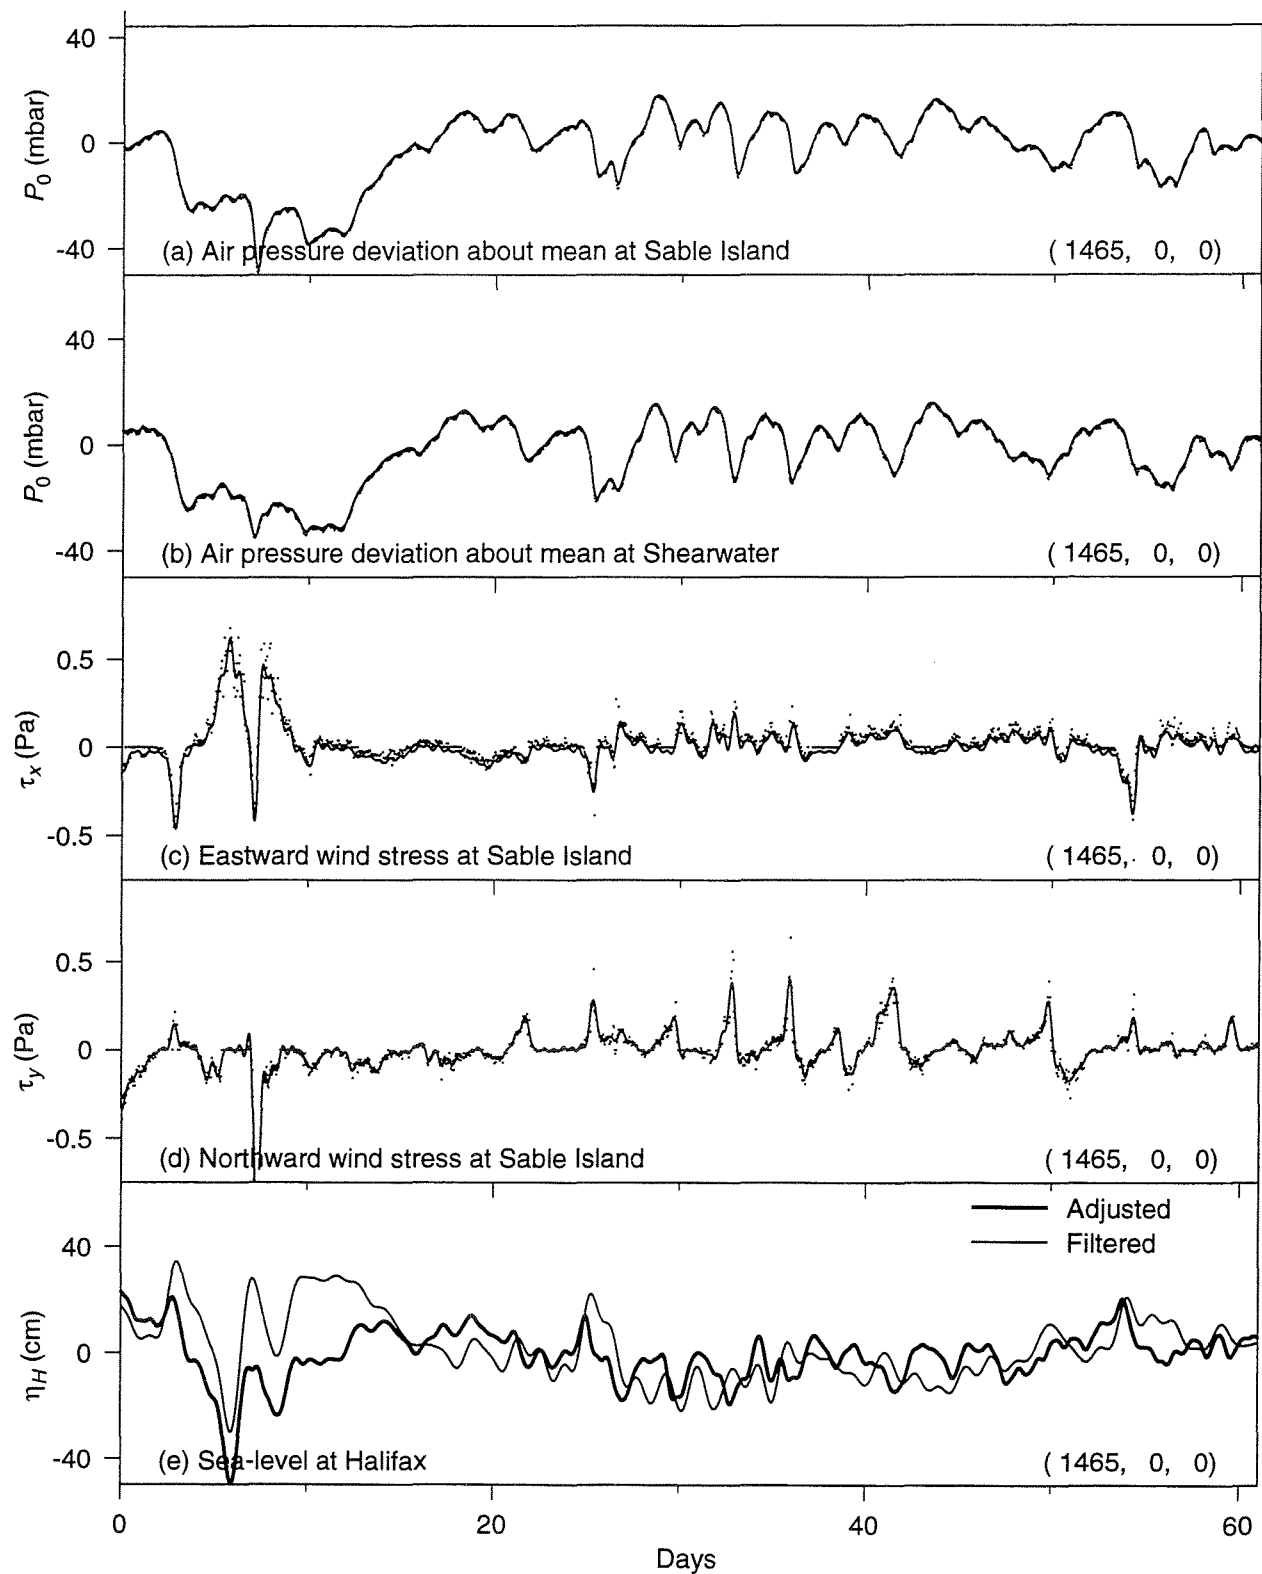 40
0
-40
P0 (mbar)
(a) Air pressure deviation about mean at Sable Island
( 1465, 0, 0)
40
0
-40
P0 (mbar)
(b) Air pressure deviation about mean at Shearwater
( 1465, 0, 0)
0.5
0
-0.5
τx (Pa)
(c) Eastward wind stress at Sable Island
( 1465, 0, 0)
0.5
0
-0.5
τy (Pa)
(d) Northward wind stress at Sable Island
( 1465, 0, 0)
Adjusted
Filtered
40
0
-40
ηH (cm)
(e) Sea-level at Halifax
( 1465, 0, 0)
0 20 40 60
Days